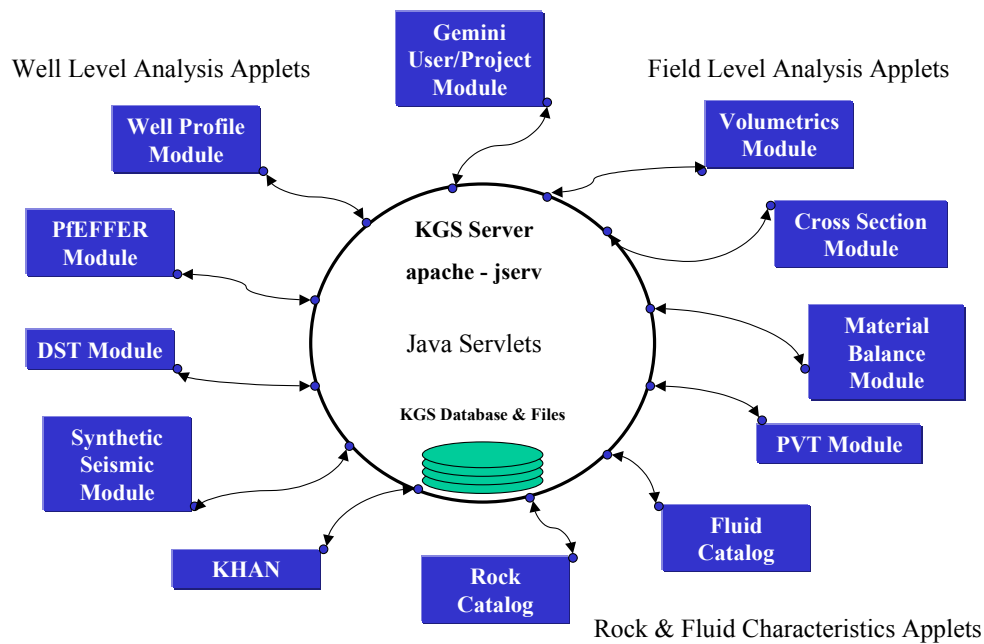 Gemini
User/Project
Module
Well Level Analysis Applets
Field Level Analysis Applets
Well Profile
Module
Volumetrics
Module
PfEFFER
Module
Cross Section
Module
KGS Server
apache - jserv
Java Servlets
DST Module
Material
Balance
Module
KGS Database & Files
Synthetic
Seismic
Module
PVT Module
KHAN
Rock
Catalog
Fluid
Catalog
Rock & Fluid Characteristics Applets